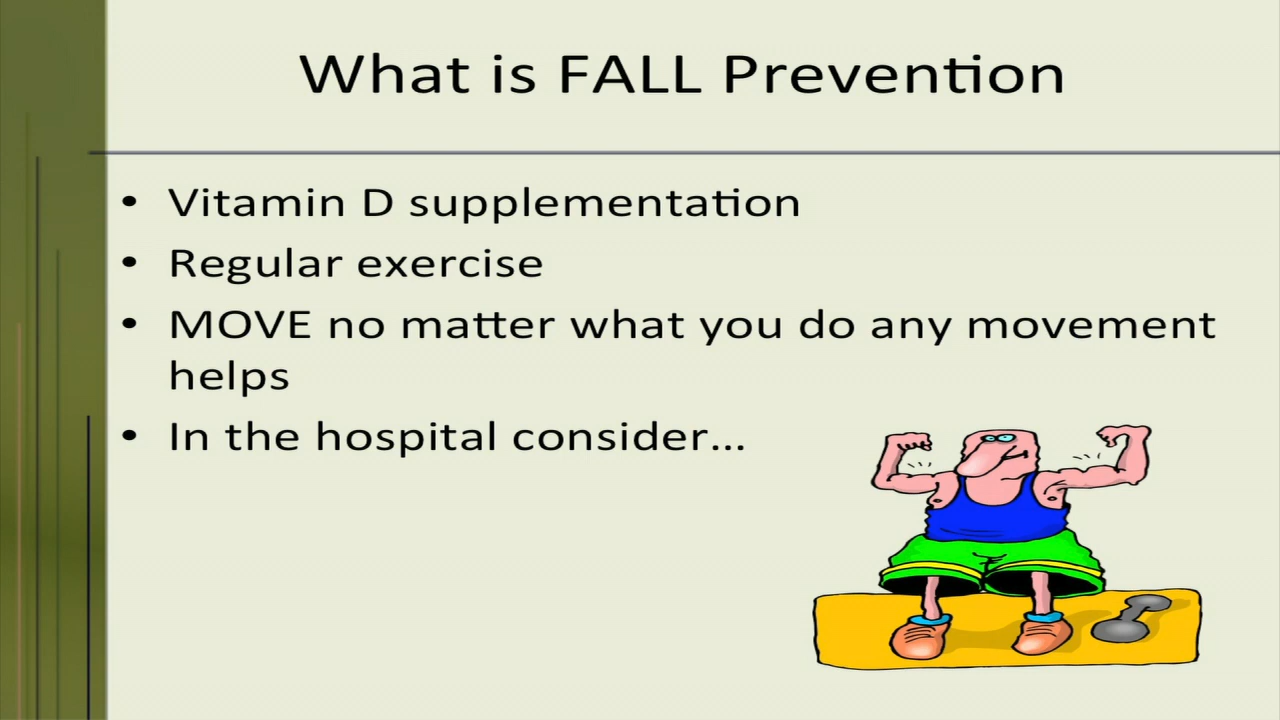 What is FALL Prevention
• Vitamin D supplementation
• Regular exercise
• MOVE no matter what you do any movement
helps
• In the hospital consider...